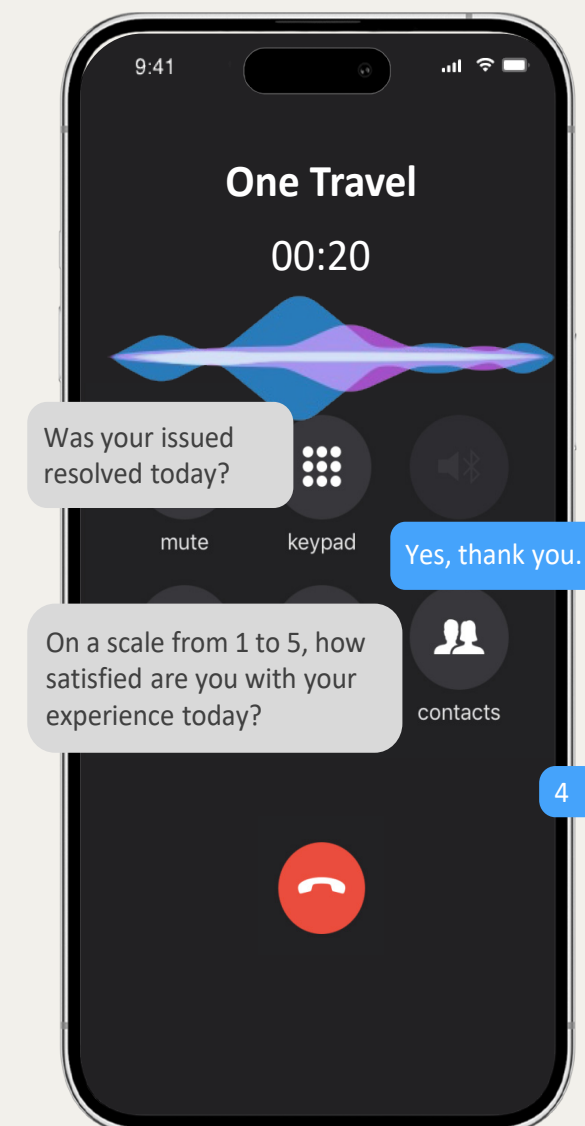 9:41
One Travel
00:20
Was your issued
resolved today?
mute
keypad
Yes, thank you.
On a scale from 1 to 5, how
satisfied are you with your
experience today?
contacts
4